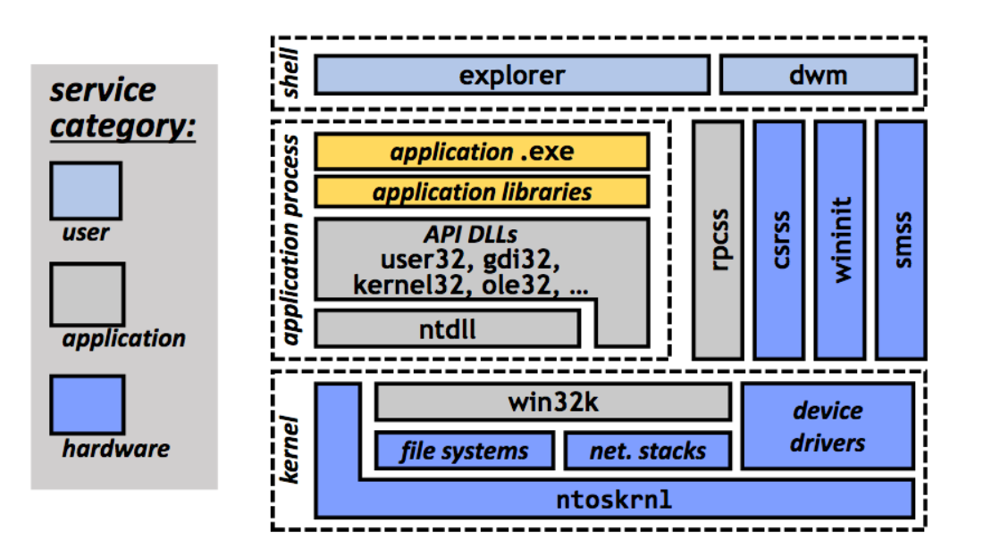 service
category:
user
application
hardware
shell
explorer
dwm
application process
application .exe
application libraries
API DLLs
user32, gdi32,
kernel32, ole32, ...
ntdll
rpcss
csrss
wininit
smss
kernel
win32k
device
drivers
file systems
net. stacks
ntoskrnl